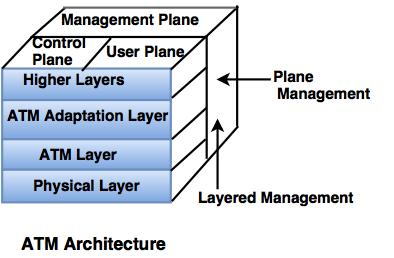 Management Plane
Control
Plane
User Plane
Higher Layers
Plane
Management
ATM Adaptation Layer
ATM Layer
Physical Layer
Layered Management
ATM Architecture